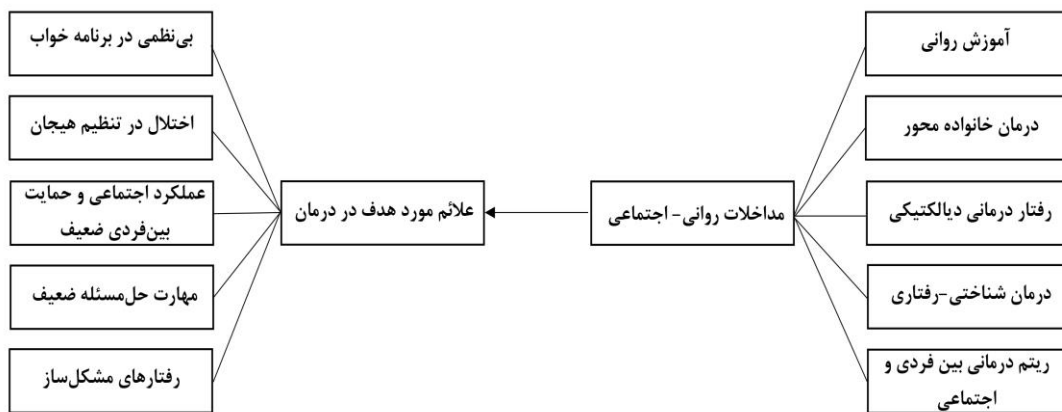 آموزش روانی
درمان خانواده محور
رفتار درمانی دیالکتیکی
درمان شناختی-رفتاری
ریتم درمانی بین فردی و
اجتماعی
مداخلات روانی- اجتماعی
علائم مورد هدف در درمان
بی‌نظمی در برنامه خواب
اختلال در تنظیم هیجان
عملکرد اجتماعی و حمایت
بین‌فردی ضعیف
مهارت حل‌مسئله ضعیف
رفتارهای مشکل‌ساز